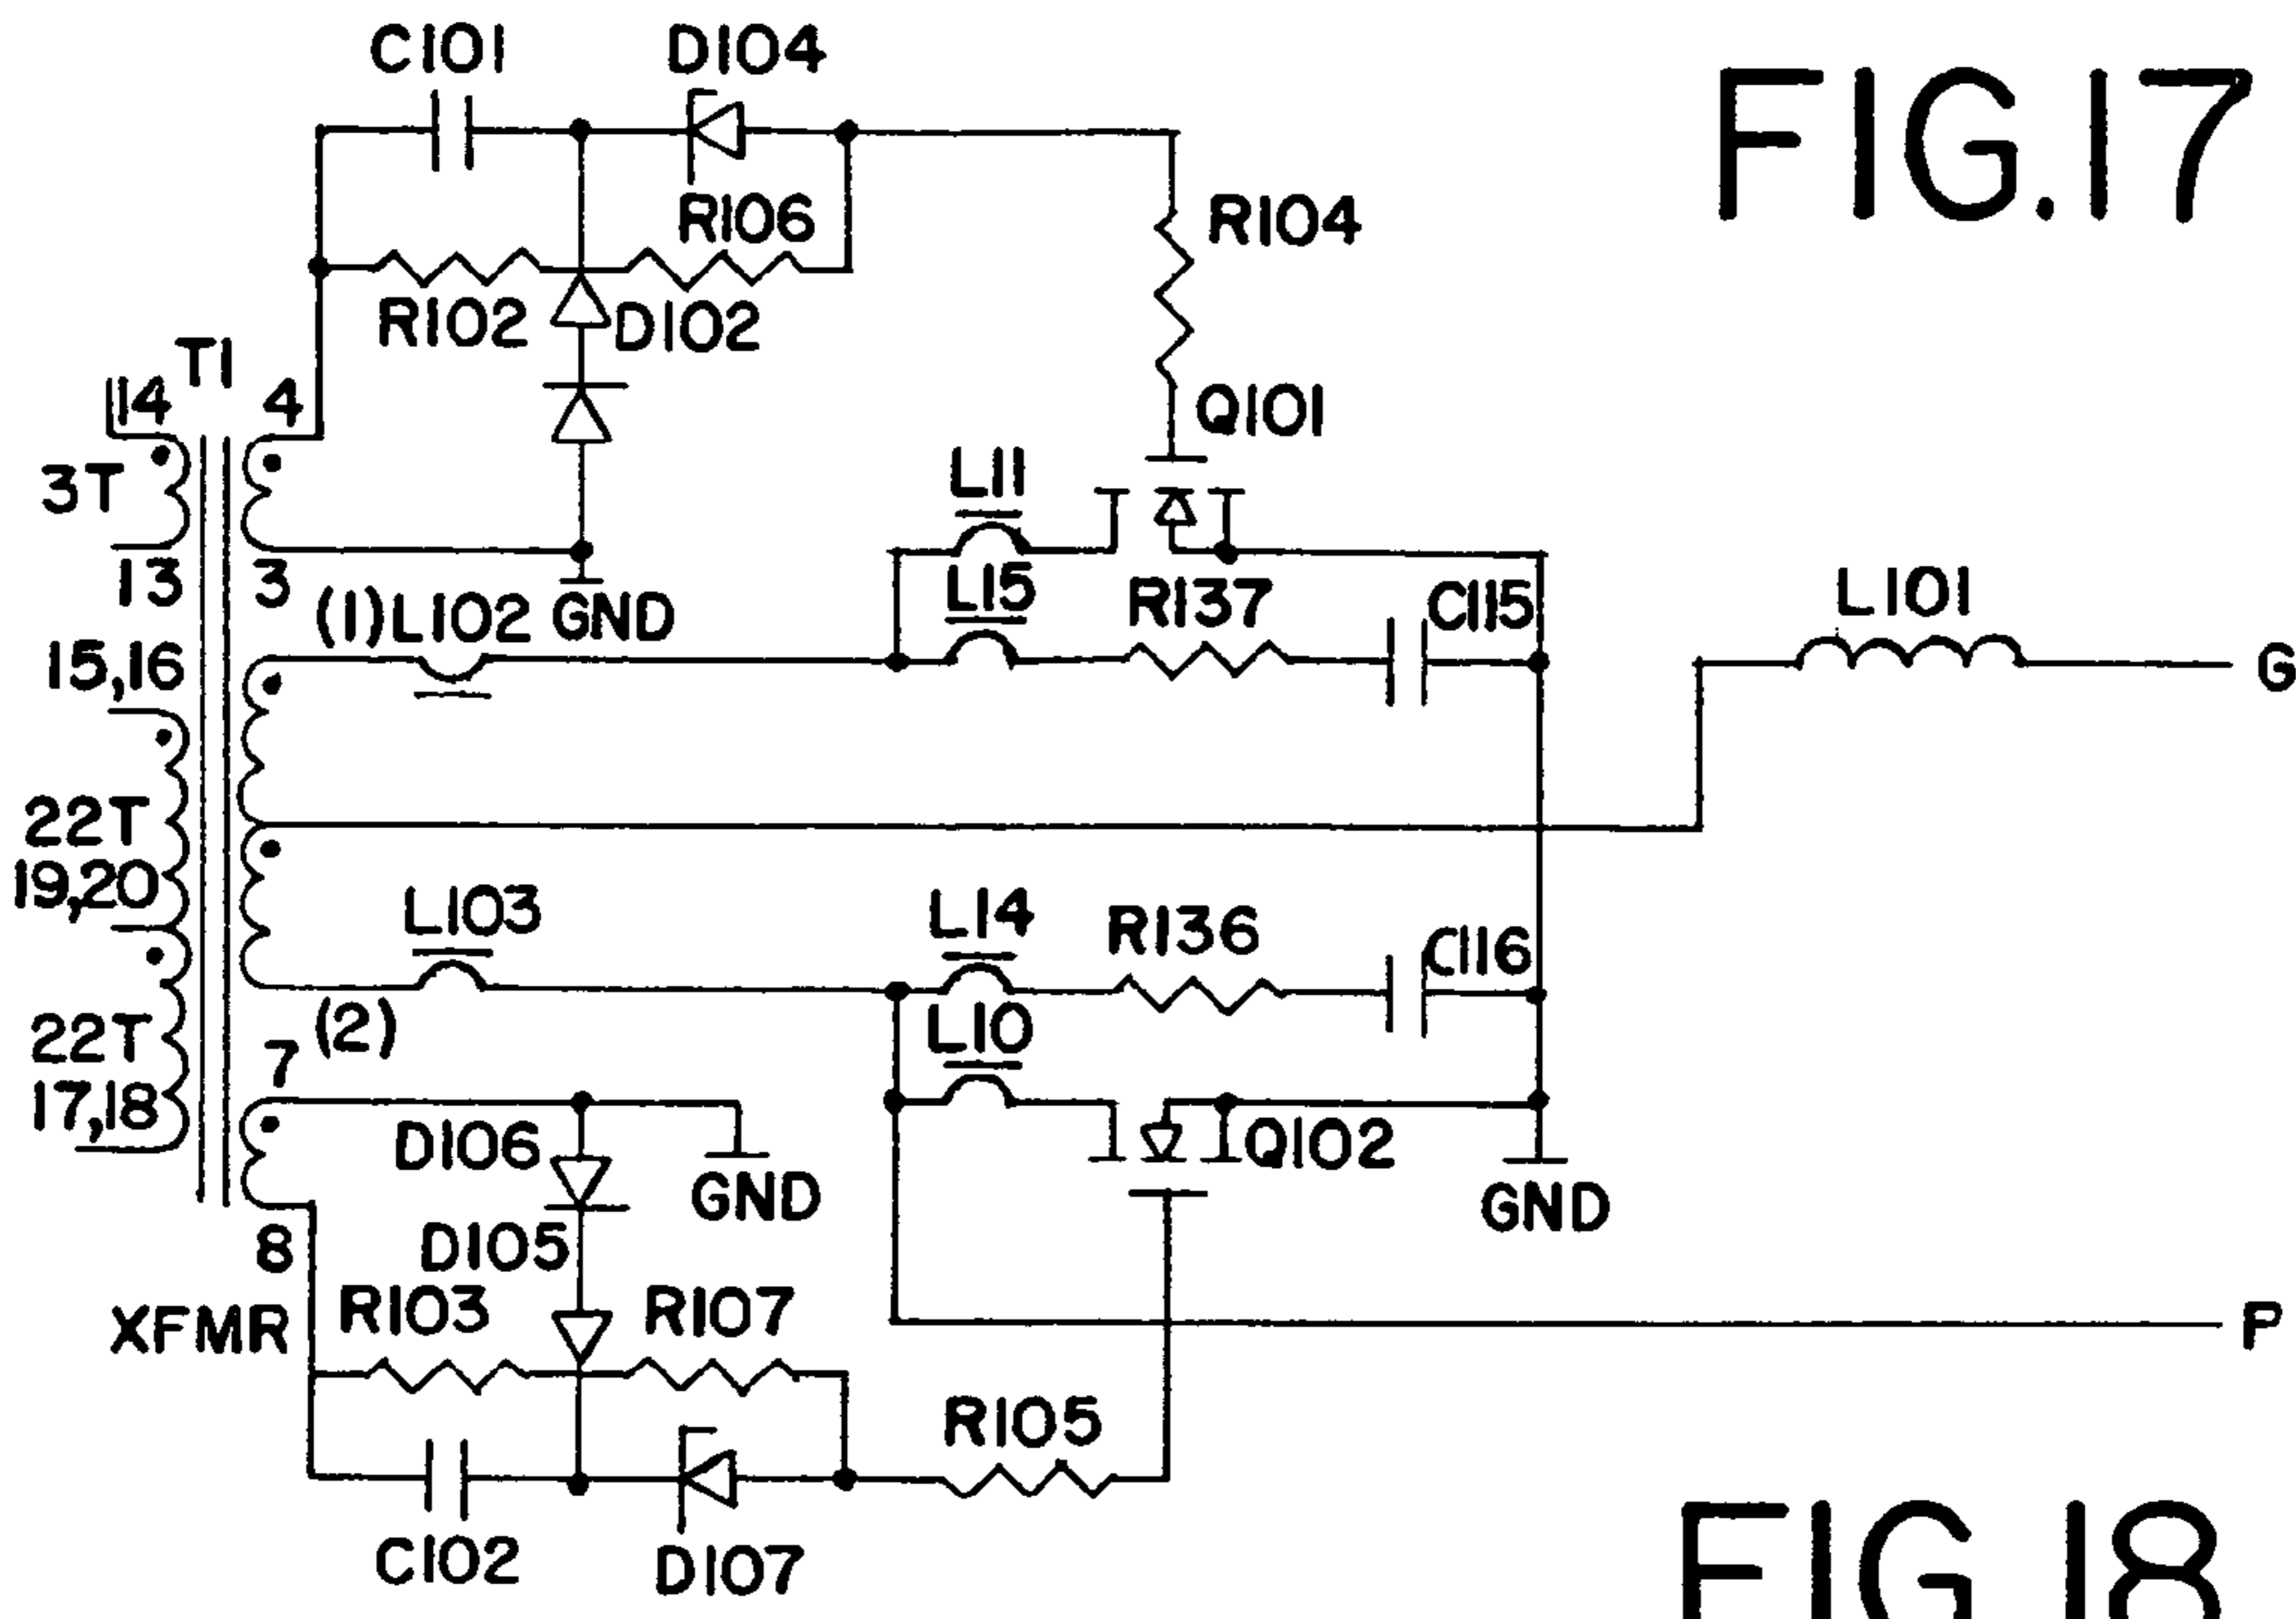 C101 D104
FIG.17
R106 R104
R102 D102
T1
14 4
Q101
3T
L11
13 3
(1)L102 GND
L15 R137 C115
L101
15,16
G
22T
19,20
L103
L14 R136 C116
(2)
L10
22T
7
17,18
D106
Q102
GND
GND
8
D105
XFMR
R103 R107
P
R105
C102 D107
FIG.18